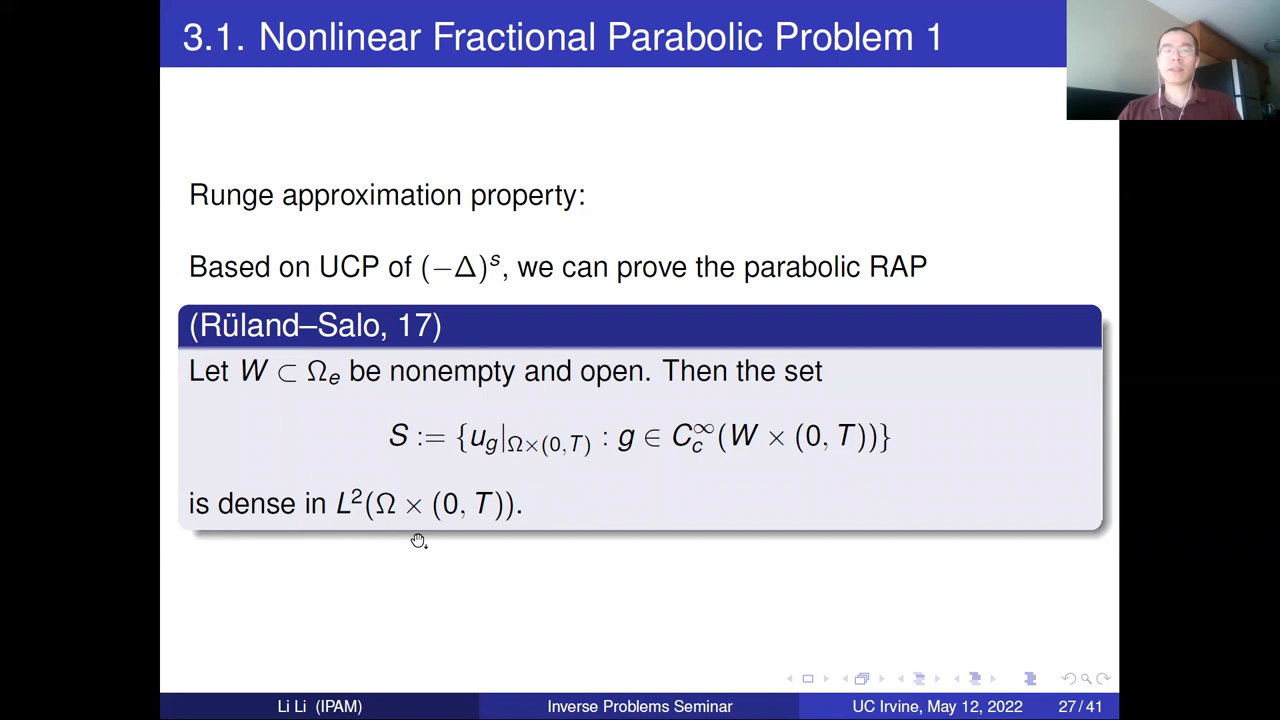 3.1. Nonlinear Fractional Parabolic Problem 1
Runge approximation property:
Based on UCP of (−Δ)^s, we can prove the parabolic RAP
(Rüland–Salo, 17)
Let W ⊂ Ω_e be nonempty and open. Then the set
S := {u_g|_{Ω×(0,T)} : g ∈ C_c^∞(W × (0, T))}
is dense in L²(Ω × (0, T)).
Li Li (IPAM) Inverse Problems Seminar UC Irvine, May 12, 2022 27 / 41